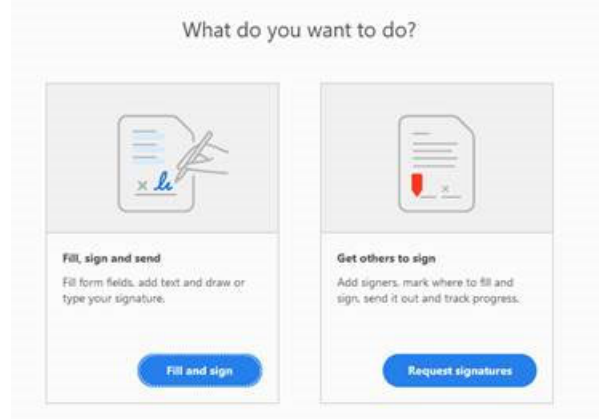 What do you want to do?
Fill, sign and send
Fill form fields, add text and draw or
type your signature.
Fill and sign
Get others to sign
Add signers, mark where to fill and
sign, send it out and track progress.
Request signatures